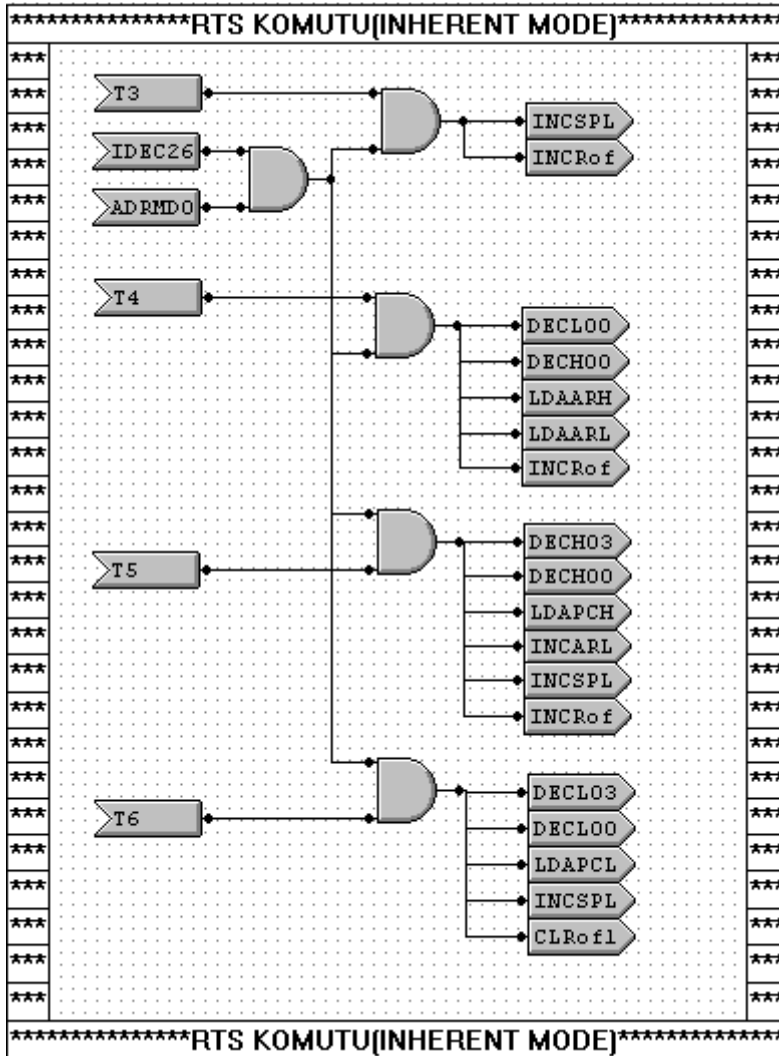 ***************RTS KOMUTU(INHERENT MODE)**************
T3
INCSPL
IDEC26
INCRof
ADRMD0
T4
DECL00
DECH00
LDAARH
LDAARL
INCRof
DECH03
T5
DECH00
LDAPCH
INCARL
INCSPL
INCRof
DECL03
T6
DECL00
LDAPCL
INCSPL
CLRof1
***************RTS KOMUTU(INHERENT MODE)**************